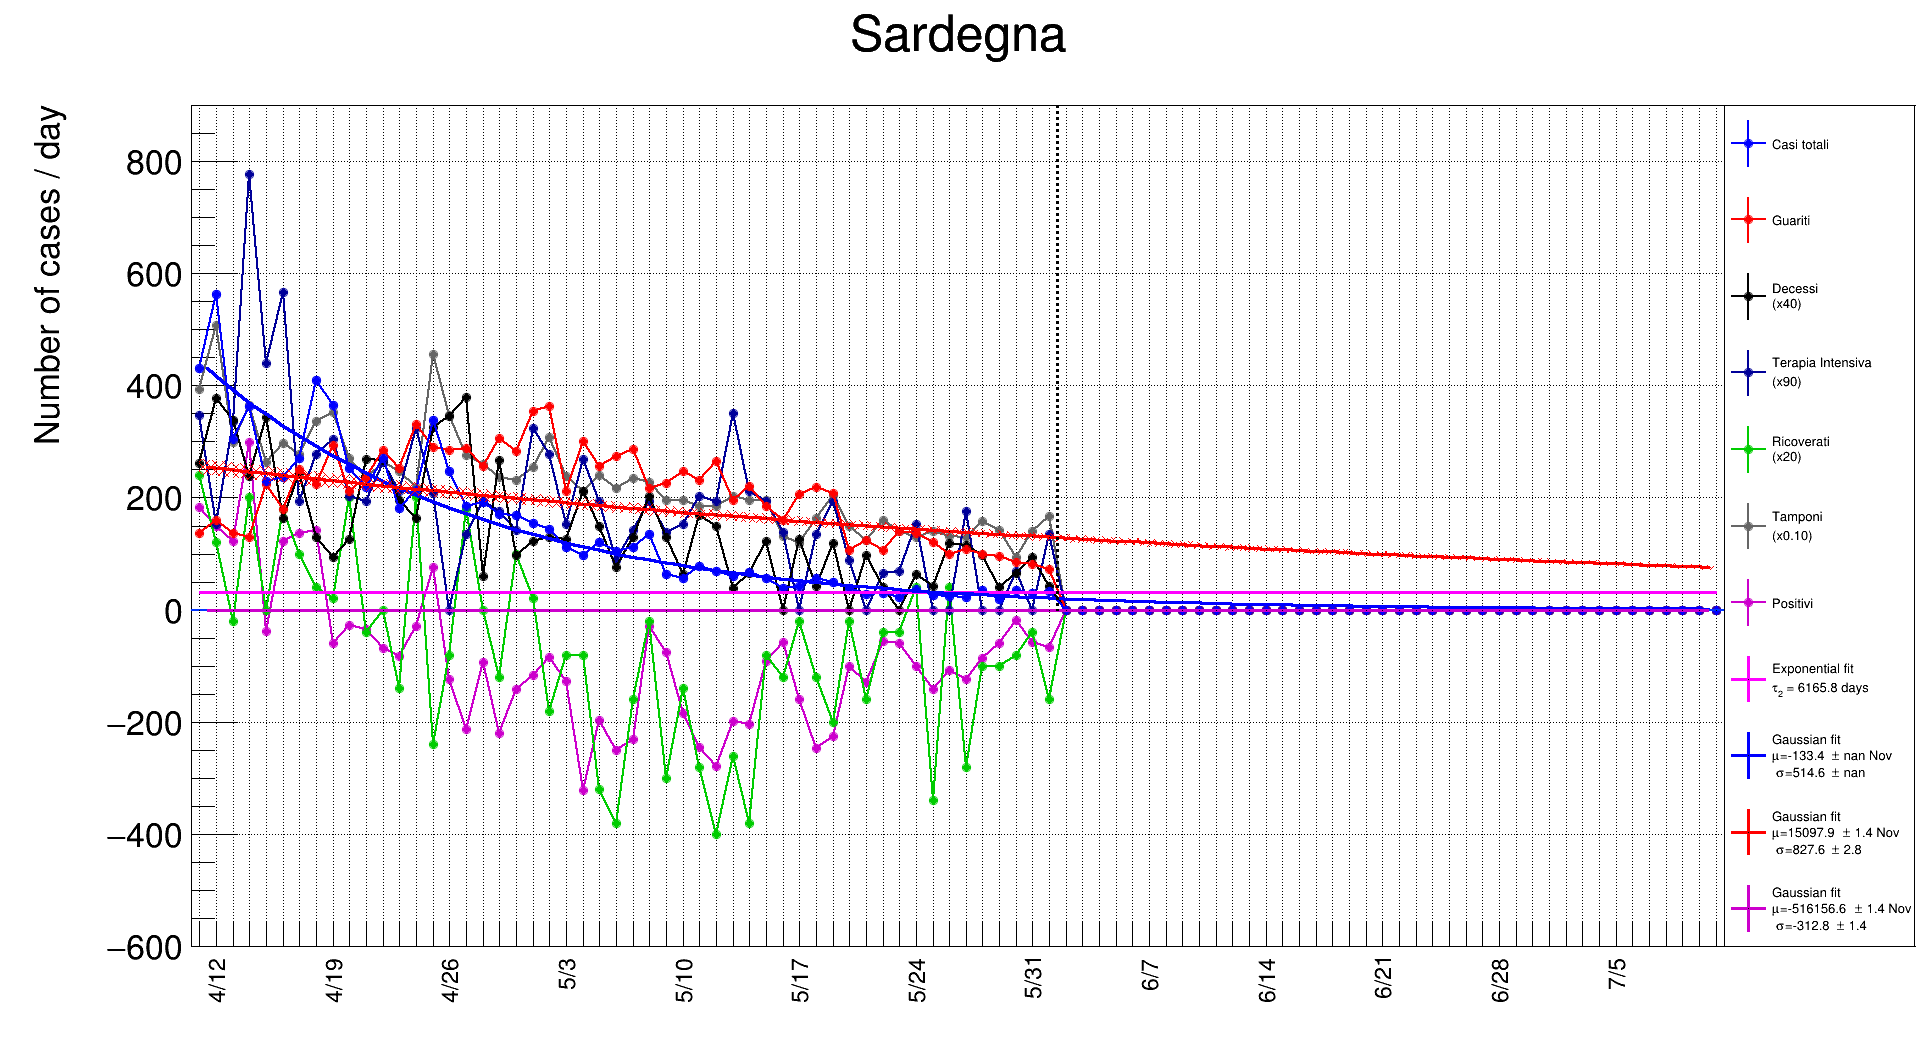 Sardegna
Number of cases / day
800
600
400
200
0
−200
−400
−600
4/12
4/19
4/26
5/3
5/10
5/17
5/24
5/31
6/7
6/14
6/21
6/28
7/5
Casi totali
Guariti
Decessi
(x40)
Terapia Intensiva
(x90)
Ricoverati
(x20)
Tamponi
(x0.10)
Positivi
Exponential fit
τ2 = 6165.8 days
Gaussian fit
μ=-133.4 ± nan Nov
σ=514.6 ± nan
Gaussian fit
μ=15097.9 ± 1.4 Nov
σ=827.6 ± 2.8
Gaussian fit
μ=-516156.6 ± 1.4 Nov
σ=-312.8 ± 1.4